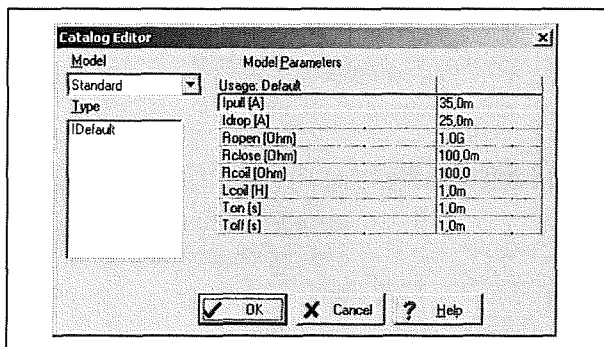 Catalog Editor
Model
Model Parameters
Standard
Usage: Default
Type
!Default
Ipull [A] 35,0m
Idrop [A] 25,0m
Ropen [Ohm] 1,0G
Rclose [Ohm] 100,0m
Rcoil [Ohm] 100,0
Lcoil [H] 1,0m
Ton [s] 1,0m
Toff [s] 1,0m
OK Cancel ? Help